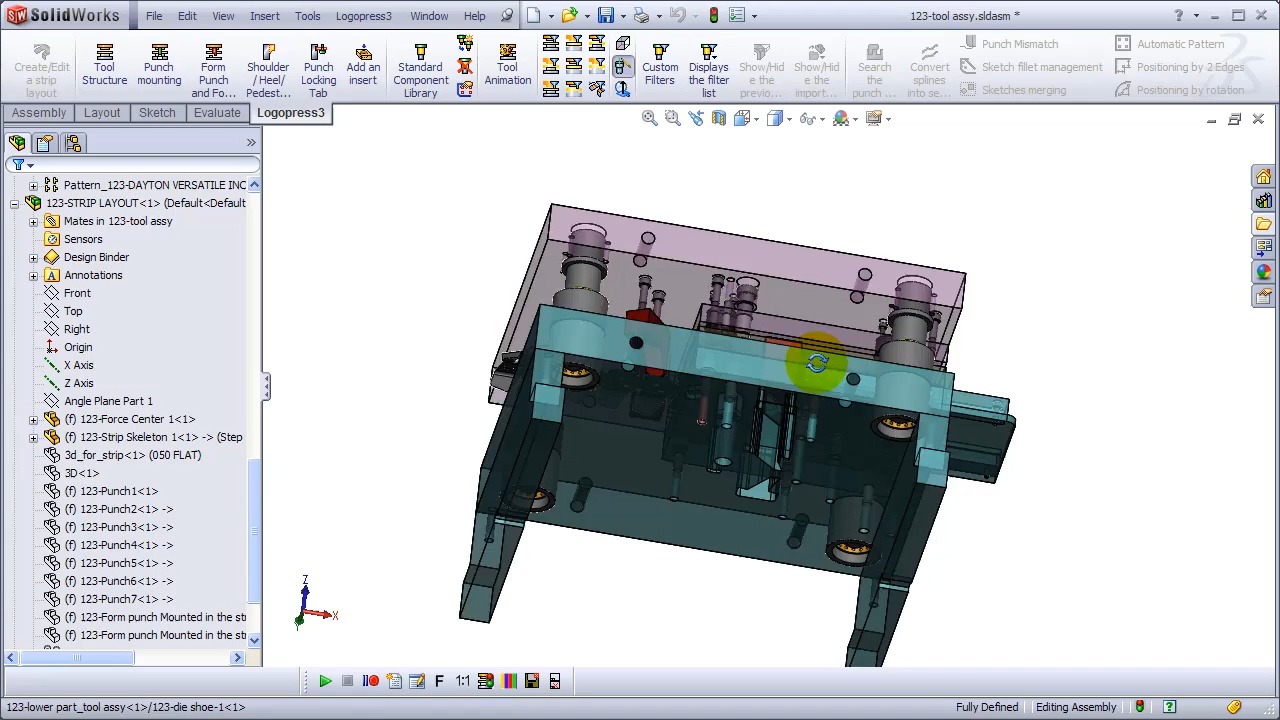 SolidWorks
File Edit View Insert Tools Logopress3 Window Help
123-tool assy.sldasm *
Create/Edit a strip layout
Tool Structure
Punch mounting
Form Punch and Fo...
Shoulder / Heel/ Pedest...
Punch Locking Tab
Add an insert
Standard Component Library
Tool Animation
Custom Filters
Displays the filter list
Show/Hide the previo...
Show/Hide the import...
Search the punch ...
Convert splines into se...
Punch Mismatch
Sketch fillet management
Sketches merging
Automatic Pattern
Positioning by 2 Edges
Positioning by rotation
Assembly Layout Sketch Evaluate Logopress3
Pattern_123-DAYTON VERSATILE INC
123-STRIP LAYOUT<1> (Default<Default
Mates in 123-tool assy
Sensors
Design Binder
Annotations
Front
Top
Right
Origin
X Axis
Z Axis
Angle Plane Part 1
(f) 123-Force Center 1<1>
(f) 123-Strip Skeleton 1<1> -> (Step
3d_for_strip<1> (050 FLAT)
3D<1>
(f) 123-Punch1<1>
(f) 123-Punch2<1> ->
(f) 123-Punch3<1> ->
(f) 123-Punch4<1> ->
(f) 123-Punch5<1> ->
(f) 123-Punch6<1> ->
(f) 123-Punch7<1> ->
(f) 123-Form punch Mounted in the str
(f) 123-Form punch Mounted in the str
Z
X
Y
F 1:1
123-lower part_tool assy<1>/123-die shoe-1<1>
Fully Defined Editing Assembly